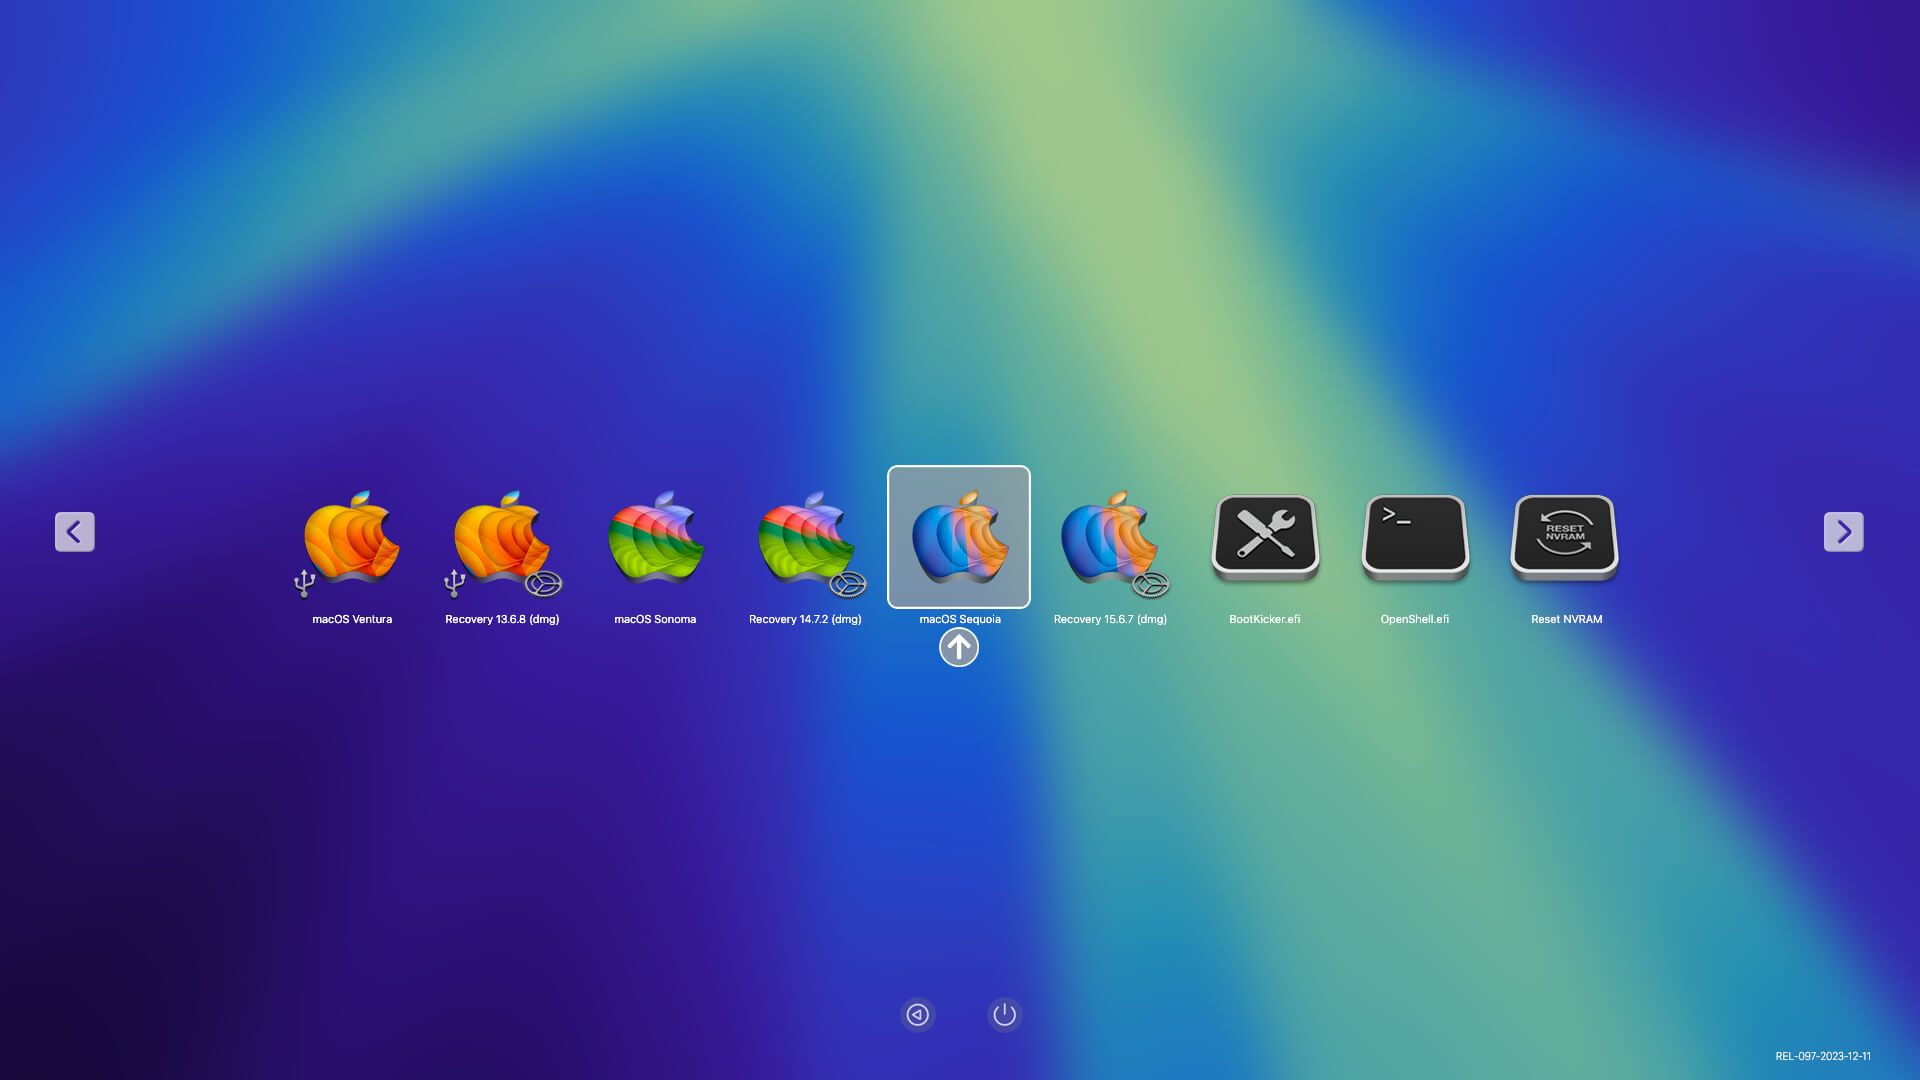 macOS Ventura
Recovery 13.6.8 (dmg)
macOS Sonoma
Recovery 14.7.2 (dmg)
macOS Sequoia
Recovery 15.6.7 (dmg)
>_
BootKicker.efi
OpenShell.efi
RESET
NVRAM
Reset NVRAM
REL-097-2023-12-11